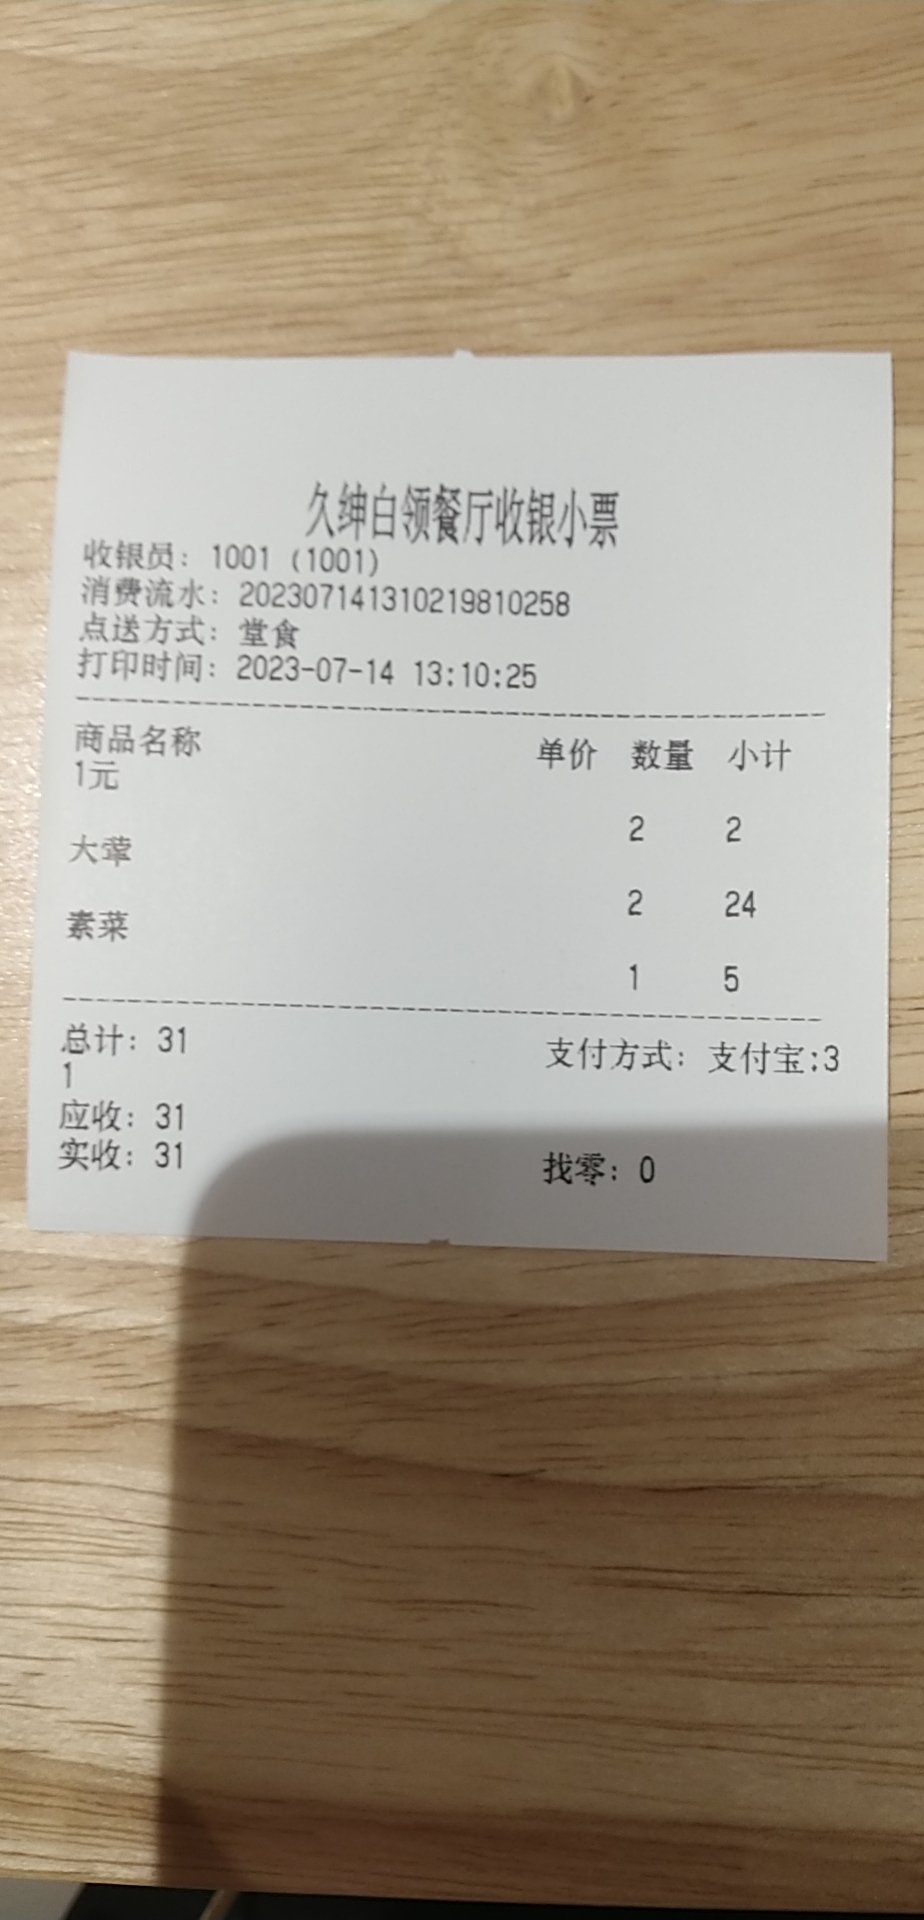 久绅白领餐厅收银小票
收银员：1001 (1001)
消费流水：202307141310219810258
点送方式：堂食
打印时间：2023-07-14 13:10:25
商品名称 单价 数量 小计
1元
2 2
大荤
2 24
素菜
1 5
总计：31 支付方式：支付宝:3
1
应收：31
实收：31 找零：0